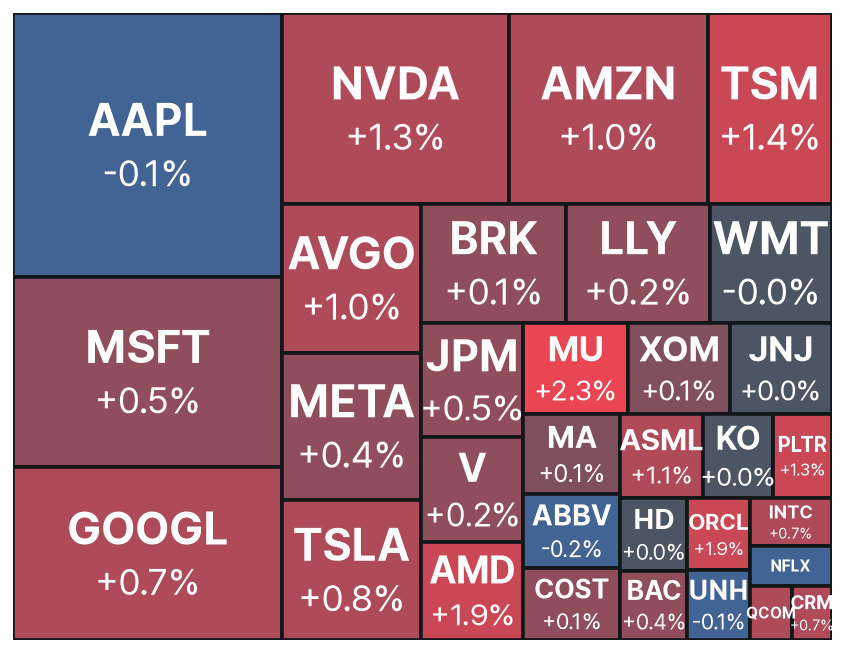 AAPL
-0.1%
NVDA
+1.3%
AMZN
+1.0%
TSM
+1.4%
AVGO
+1.0%
BRK
+0.1%
LLY
+0.2%
WMT
-0.0%
MSFT
+0.5%
META
+0.4%
JPM
+0.5%
MU
+2.3%
XOM
+0.1%
JNJ
+0.0%
V
+0.2%
MA
+0.1%
ASML
+1.1%
KO
+0.0%
PLTR
+1.3%
GOOGL
+0.7%
TSLA
+0.8%
AMD
+1.9%
ABBV
-0.2%
HD
+0.0%
ORCL
+1.9%
INTC
+0.7%
NFLX
COST
+0.1%
BAC
+0.4%
UNH
-0.1%
QCOM
CRM
+0.7%